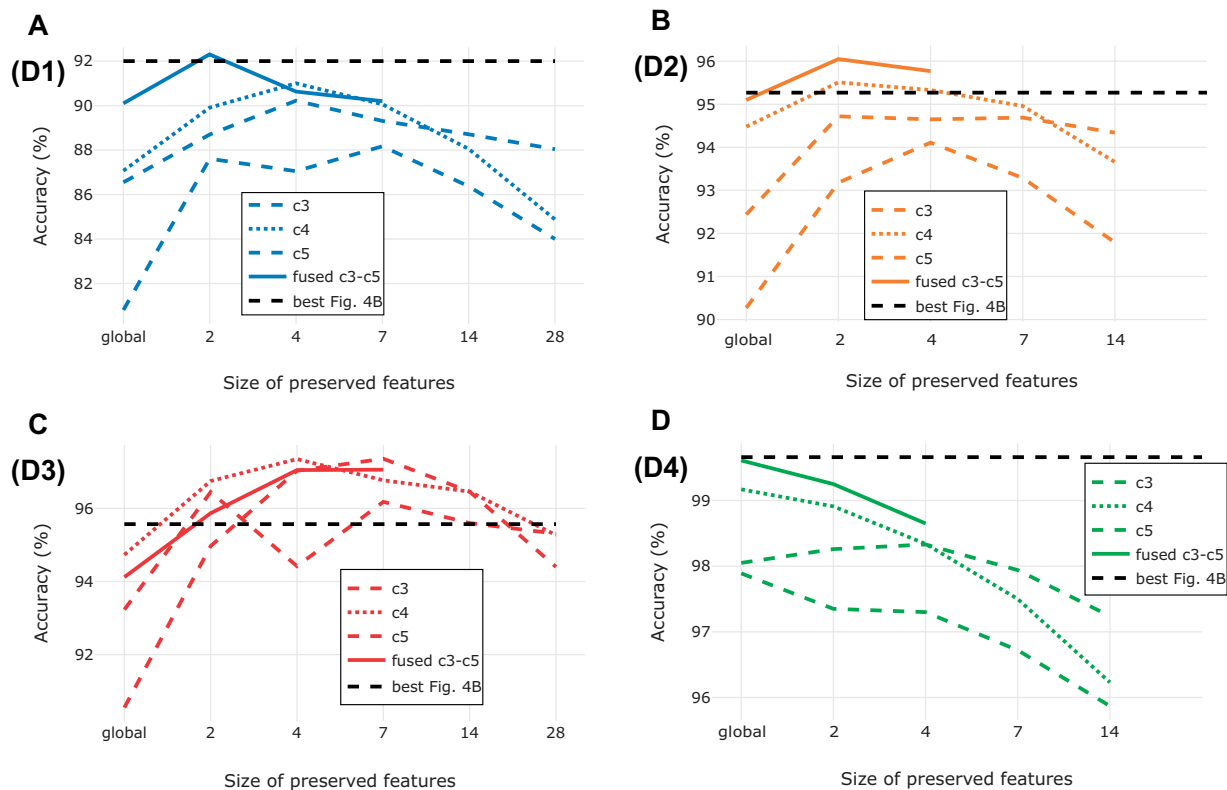 A
(D1)
Accuracy (%)
92
90
88
86
84
82
c3
c4
c5
fused c3-c5
best Fig. 4B
global
2
4
7
14
28
Size of preserved features
B
(D2)
Accuracy (%)
96
95
94
93
92
91
90
c3
c4
c5
fused c3-c5
best Fig. 4B
global
2
4
7
14
Size of preserved features
C
(D3)
Accuracy (%)
96
94
92
c3
c4
c5
fused c3-c5
best Fig. 4B
global
2
4
7
14
28
Size of preserved features
D
(D4)
Accuracy (%)
99
98
97
96
c3
c4
c5
fused c3-c5
best Fig. 4B
global
2
4
7
14
Size of preserved features